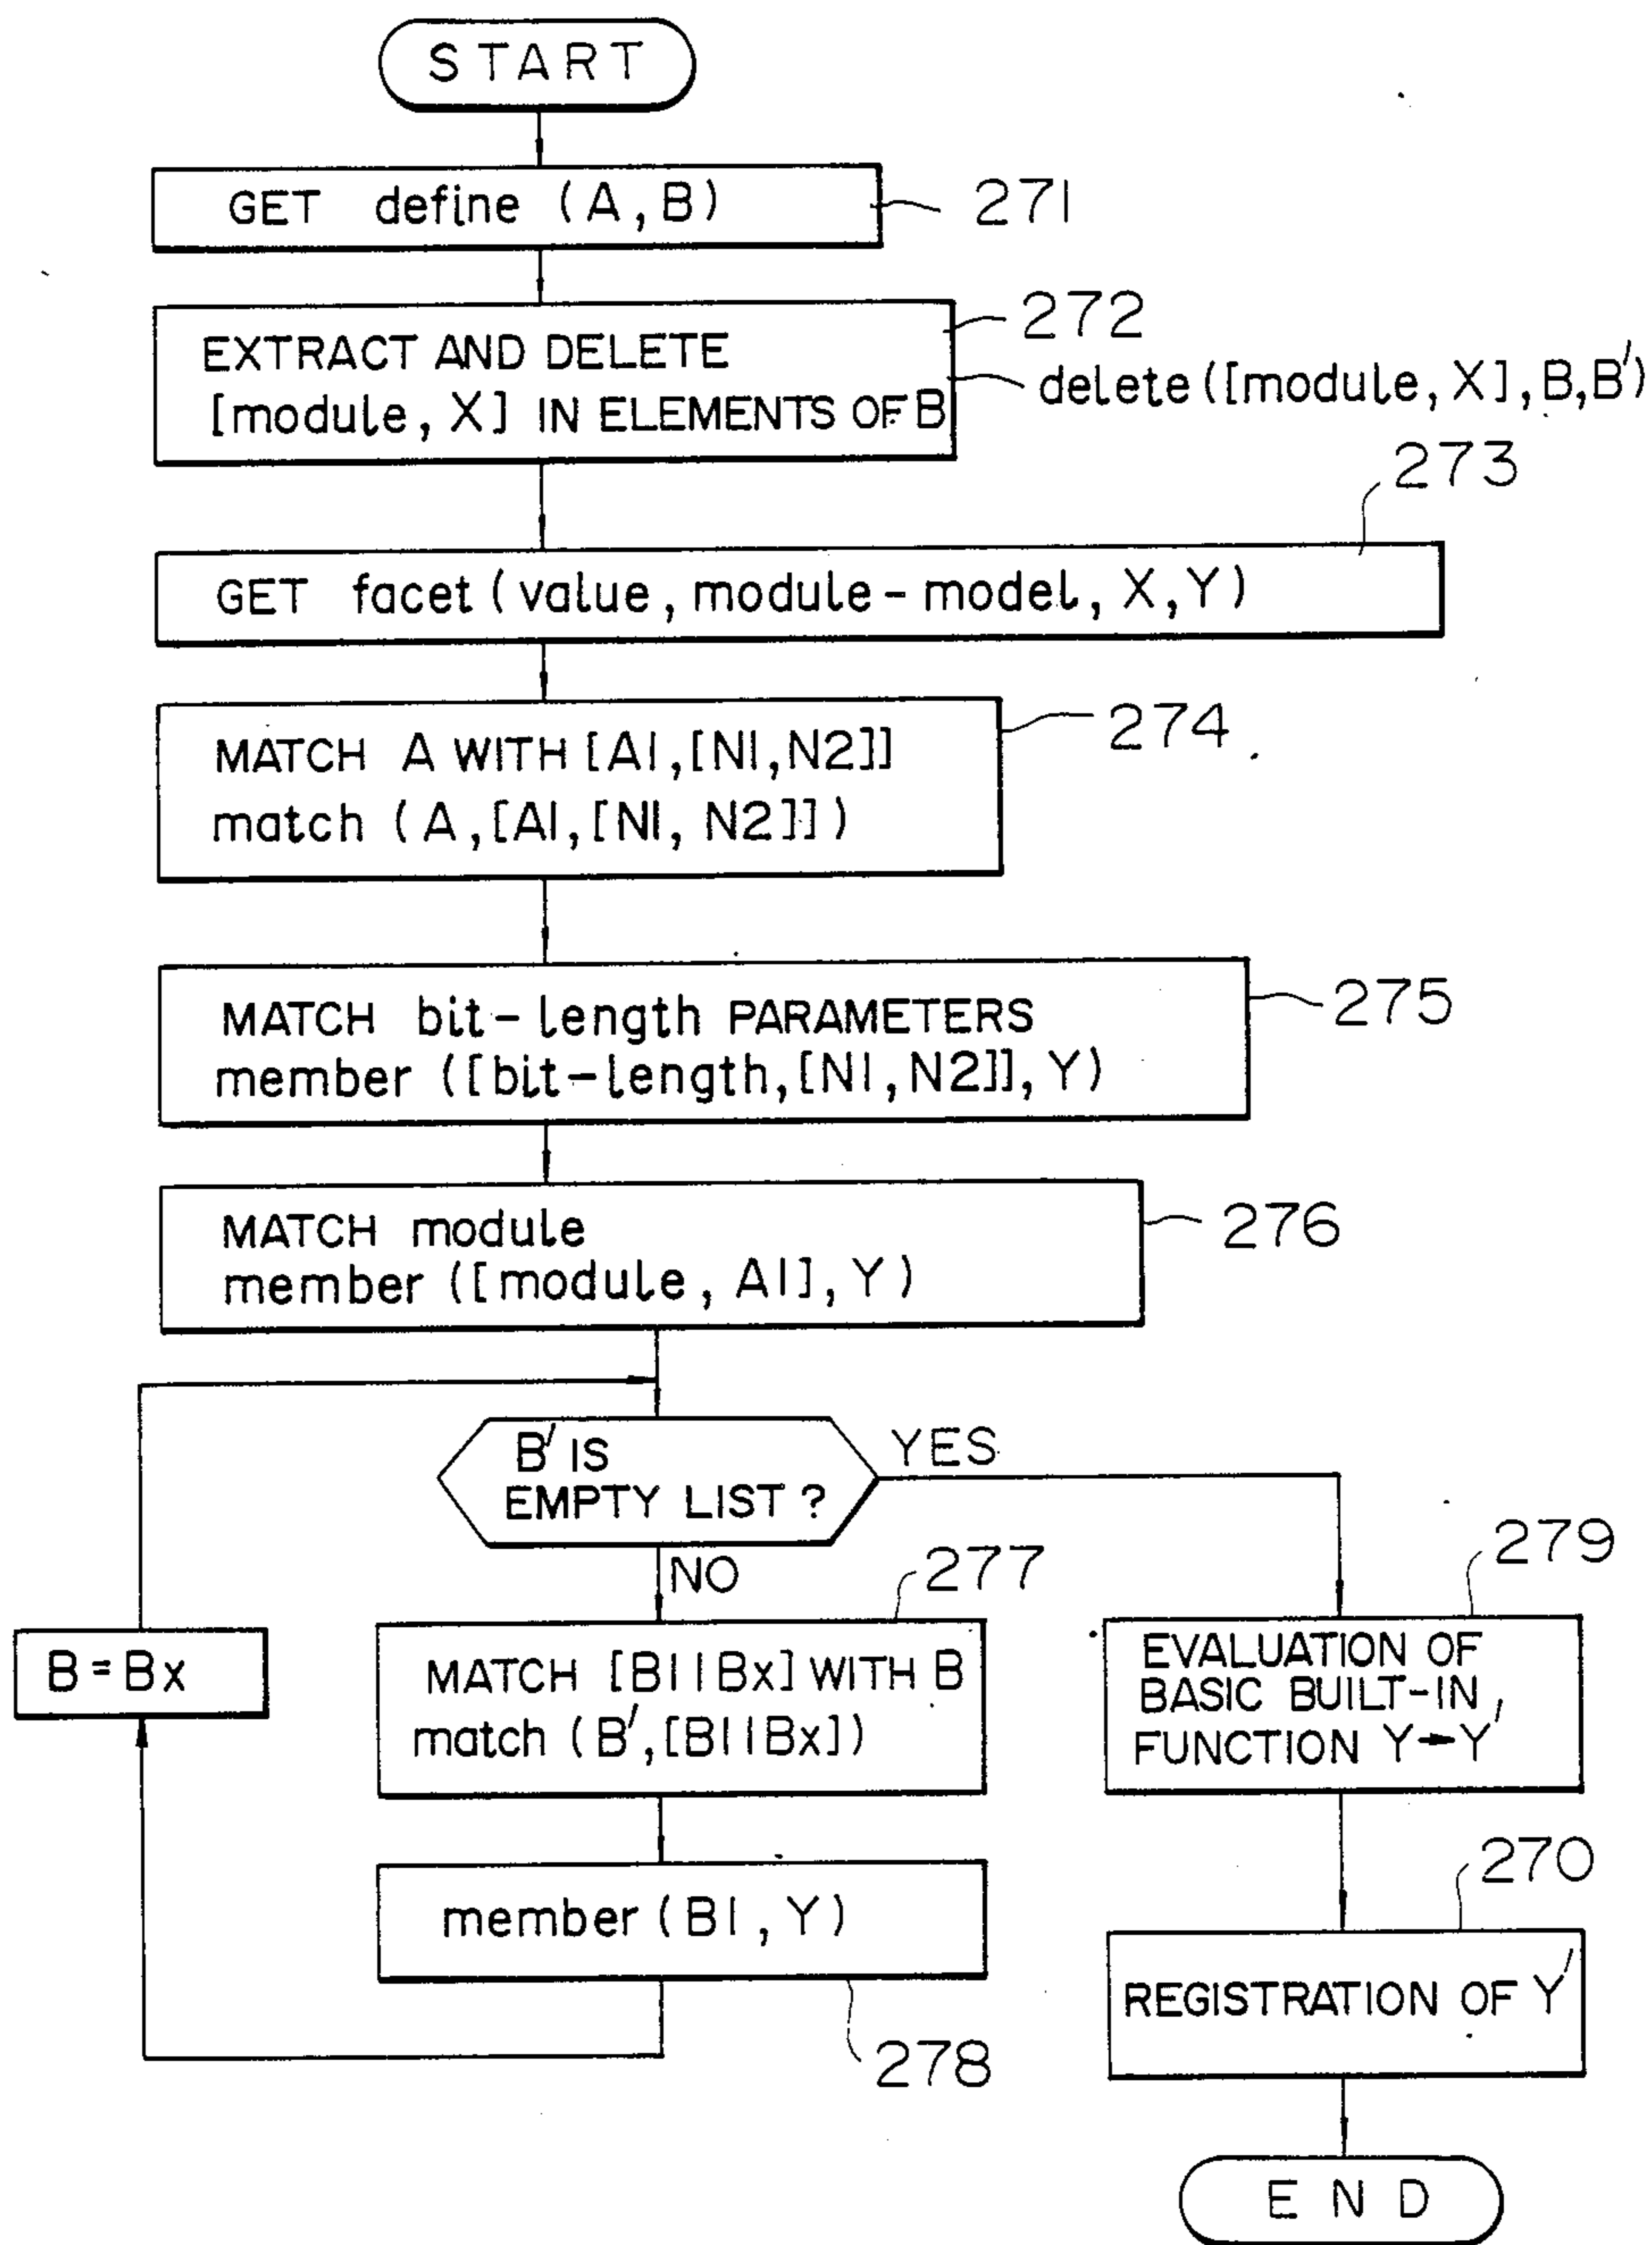 START
GET define (A, B)
271
EXTRACT AND DELETE
[module, X] IN ELEMENTS OF B
272
delete ([module, X], B, B')
273
GET facet (value, module-model, X, Y)
MATCH A WITH [A1, [N1, N2]]
match (A, [A1, [N1, N2]])
274
MATCH bit-length PARAMETERS
member ([bit-length, [N1, N2]], Y)
275
MATCH module
member ([module, A1], Y)
276
B' IS
EMPTY LIST ?
YES
NO
277
279
B = Bx
MATCH [B1|Bx] WITH B
match (B', [B1|Bx])
EVALUATION OF
BASIC BUILT-IN
FUNCTION Y→Y'
member (B1, Y)
278
270
REGISTRATION OF Y'
END